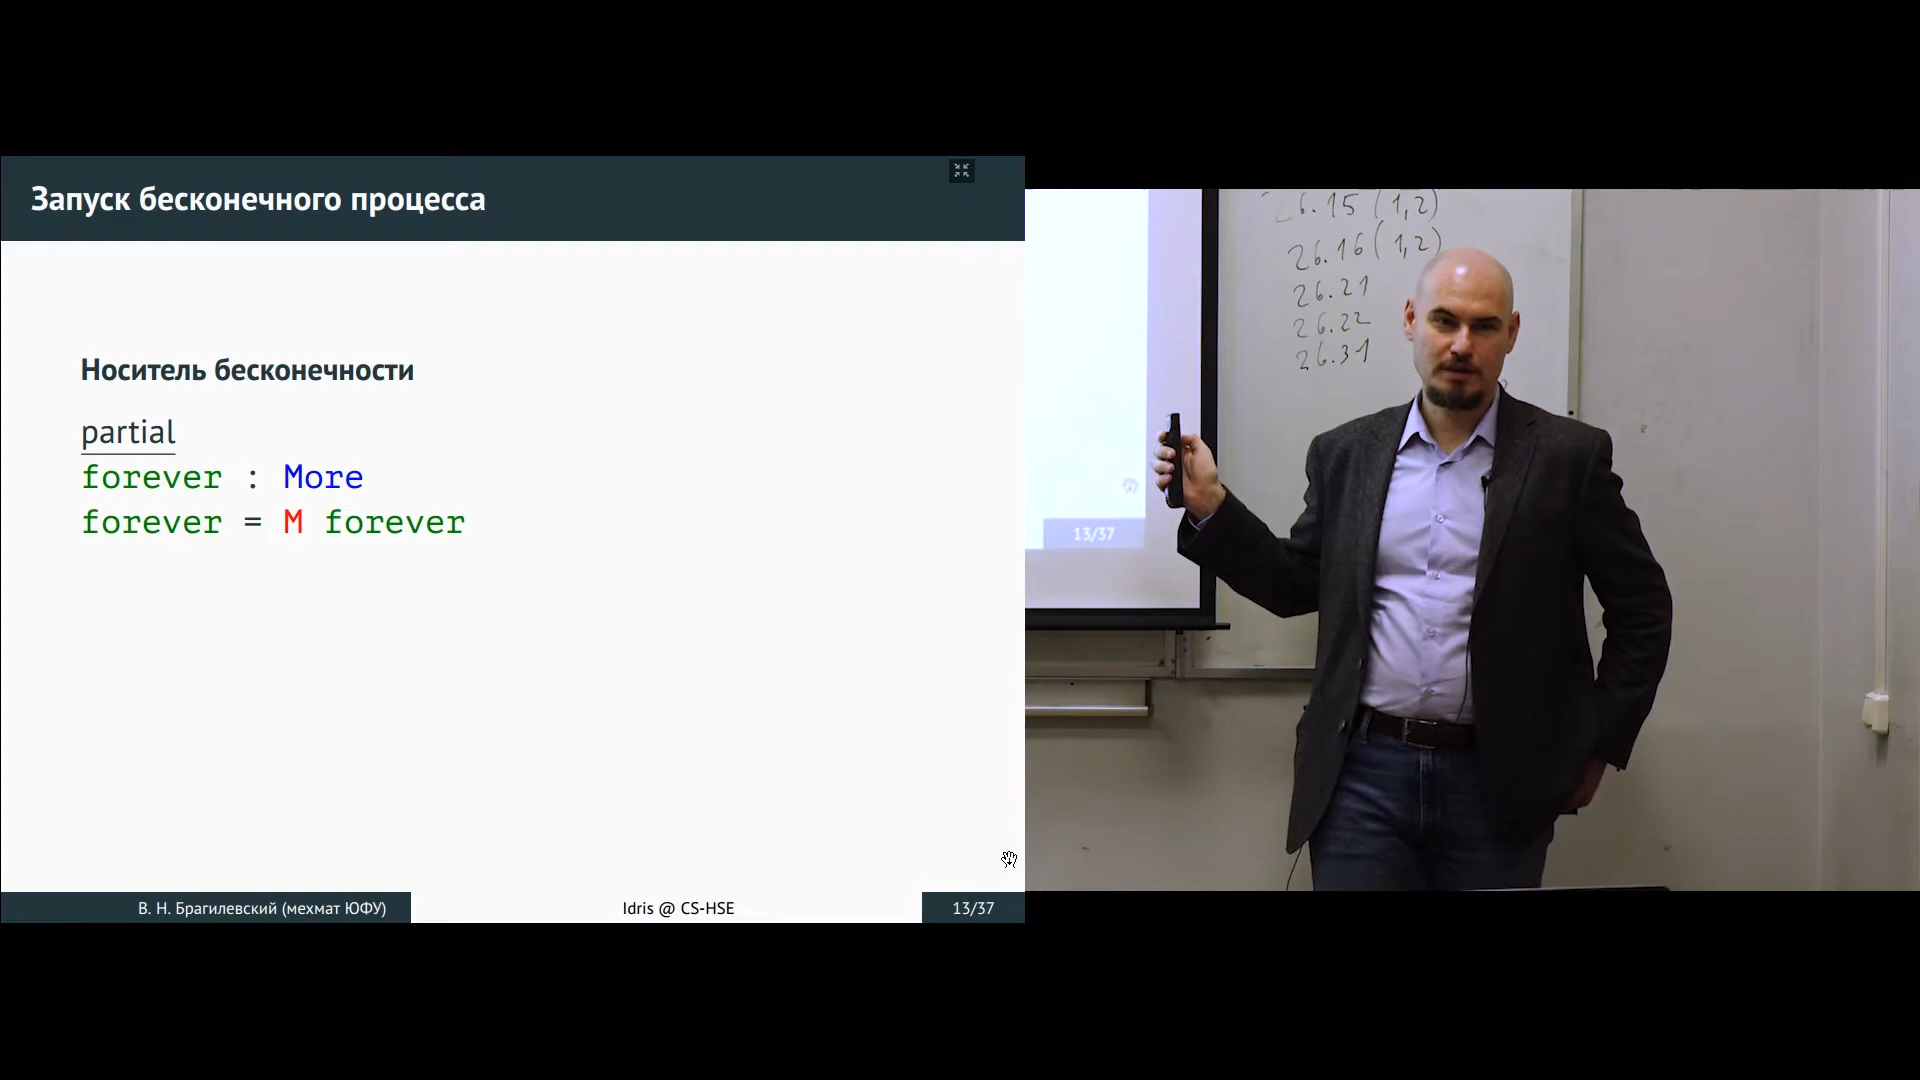 Запуск бесконечного процесса
Носитель бесконечности
partial
forever : More
forever = M forever
В. Н. Брагилевский (мехмат ЮФУ)
Idris @ CS-HSE
13/37
26.15 (1,2)
26.16 (1,2)
26.21
26.22
26.31
13/37